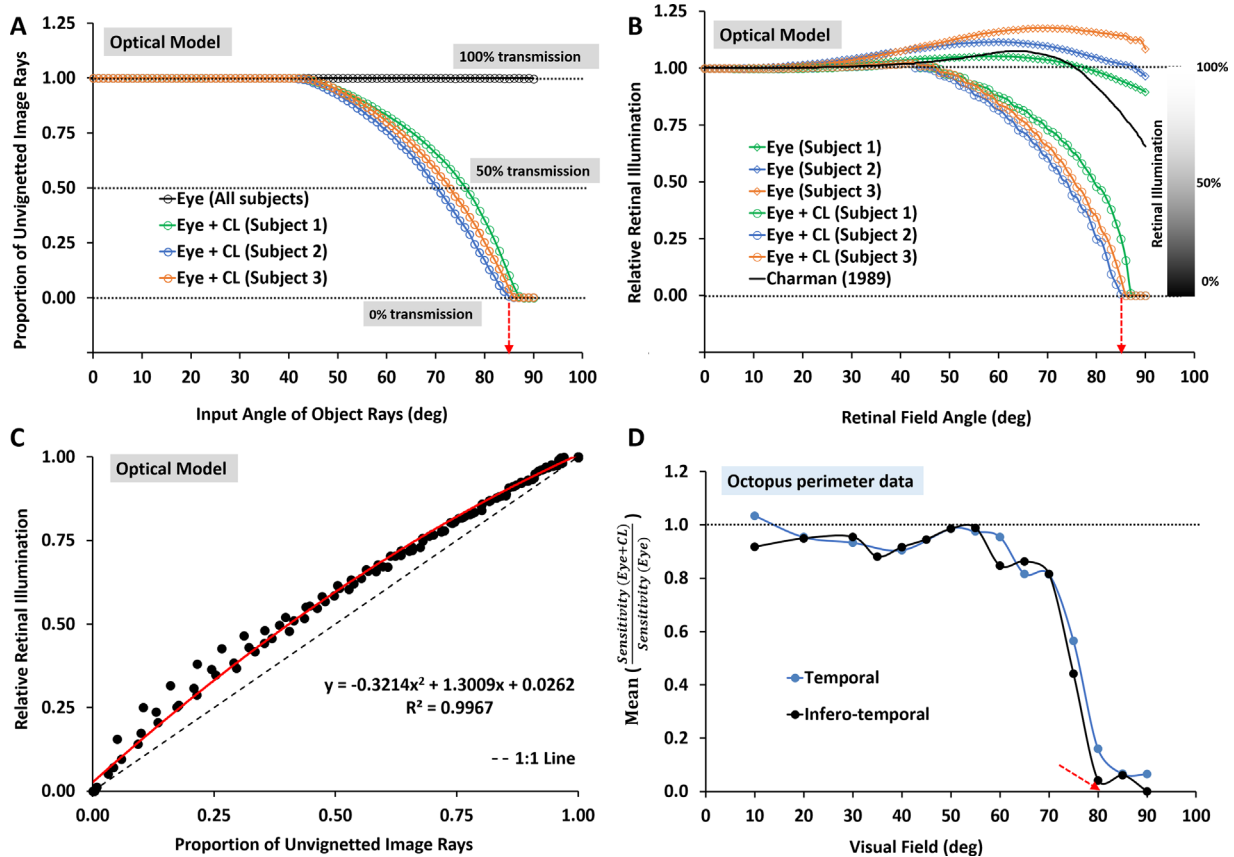 A
Optical Model
1.25
1.00
0.75
0.50
0.25
0.00
Proportion of Unvignetted Image Rays
100% transmission
50% transmission
0% transmission
Eye (All subjects)
Eye + CL (Subject 1)
Eye + CL (Subject 2)
Eye + CL (Subject 3)
0 10 20 30 40 50 60 70 80 90 100
Input Angle of Object Rays (deg)
B
Optical Model
1.25
1.00
0.75
0.50
0.25
0.00
Relative Retinal Illumination
Eye (Subject 1)
Eye (Subject 2)
Eye (Subject 3)
Eye + CL (Subject 1)
Eye + CL (Subject 2)
Eye + CL (Subject 3)
Charman (1989)
Retinal Illumination
100%
50%
0%
0 10 20 30 40 50 60 70 80 90 100
Retinal Field Angle (deg)
C
Optical Model
1.00
0.75
0.50
0.25
0.00
Relative Retinal Illumination
y = -0.3214x² + 1.3009x + 0.0262
R² = 0.9967
1:1 Line
0.00 0.25 0.50 0.75 1.00
Proportion of Unvignetted Image Rays
D
Octopus perimeter data
1.2
1.0
0.8
0.6
0.4
0.2
0.0
Mean (Sensitivity (Eye+CL)
Sensitivity (Eye))
Temporal
Infero-temporal
0 10 20 30 40 50 60 70 80 90 100
Visual Field (deg)